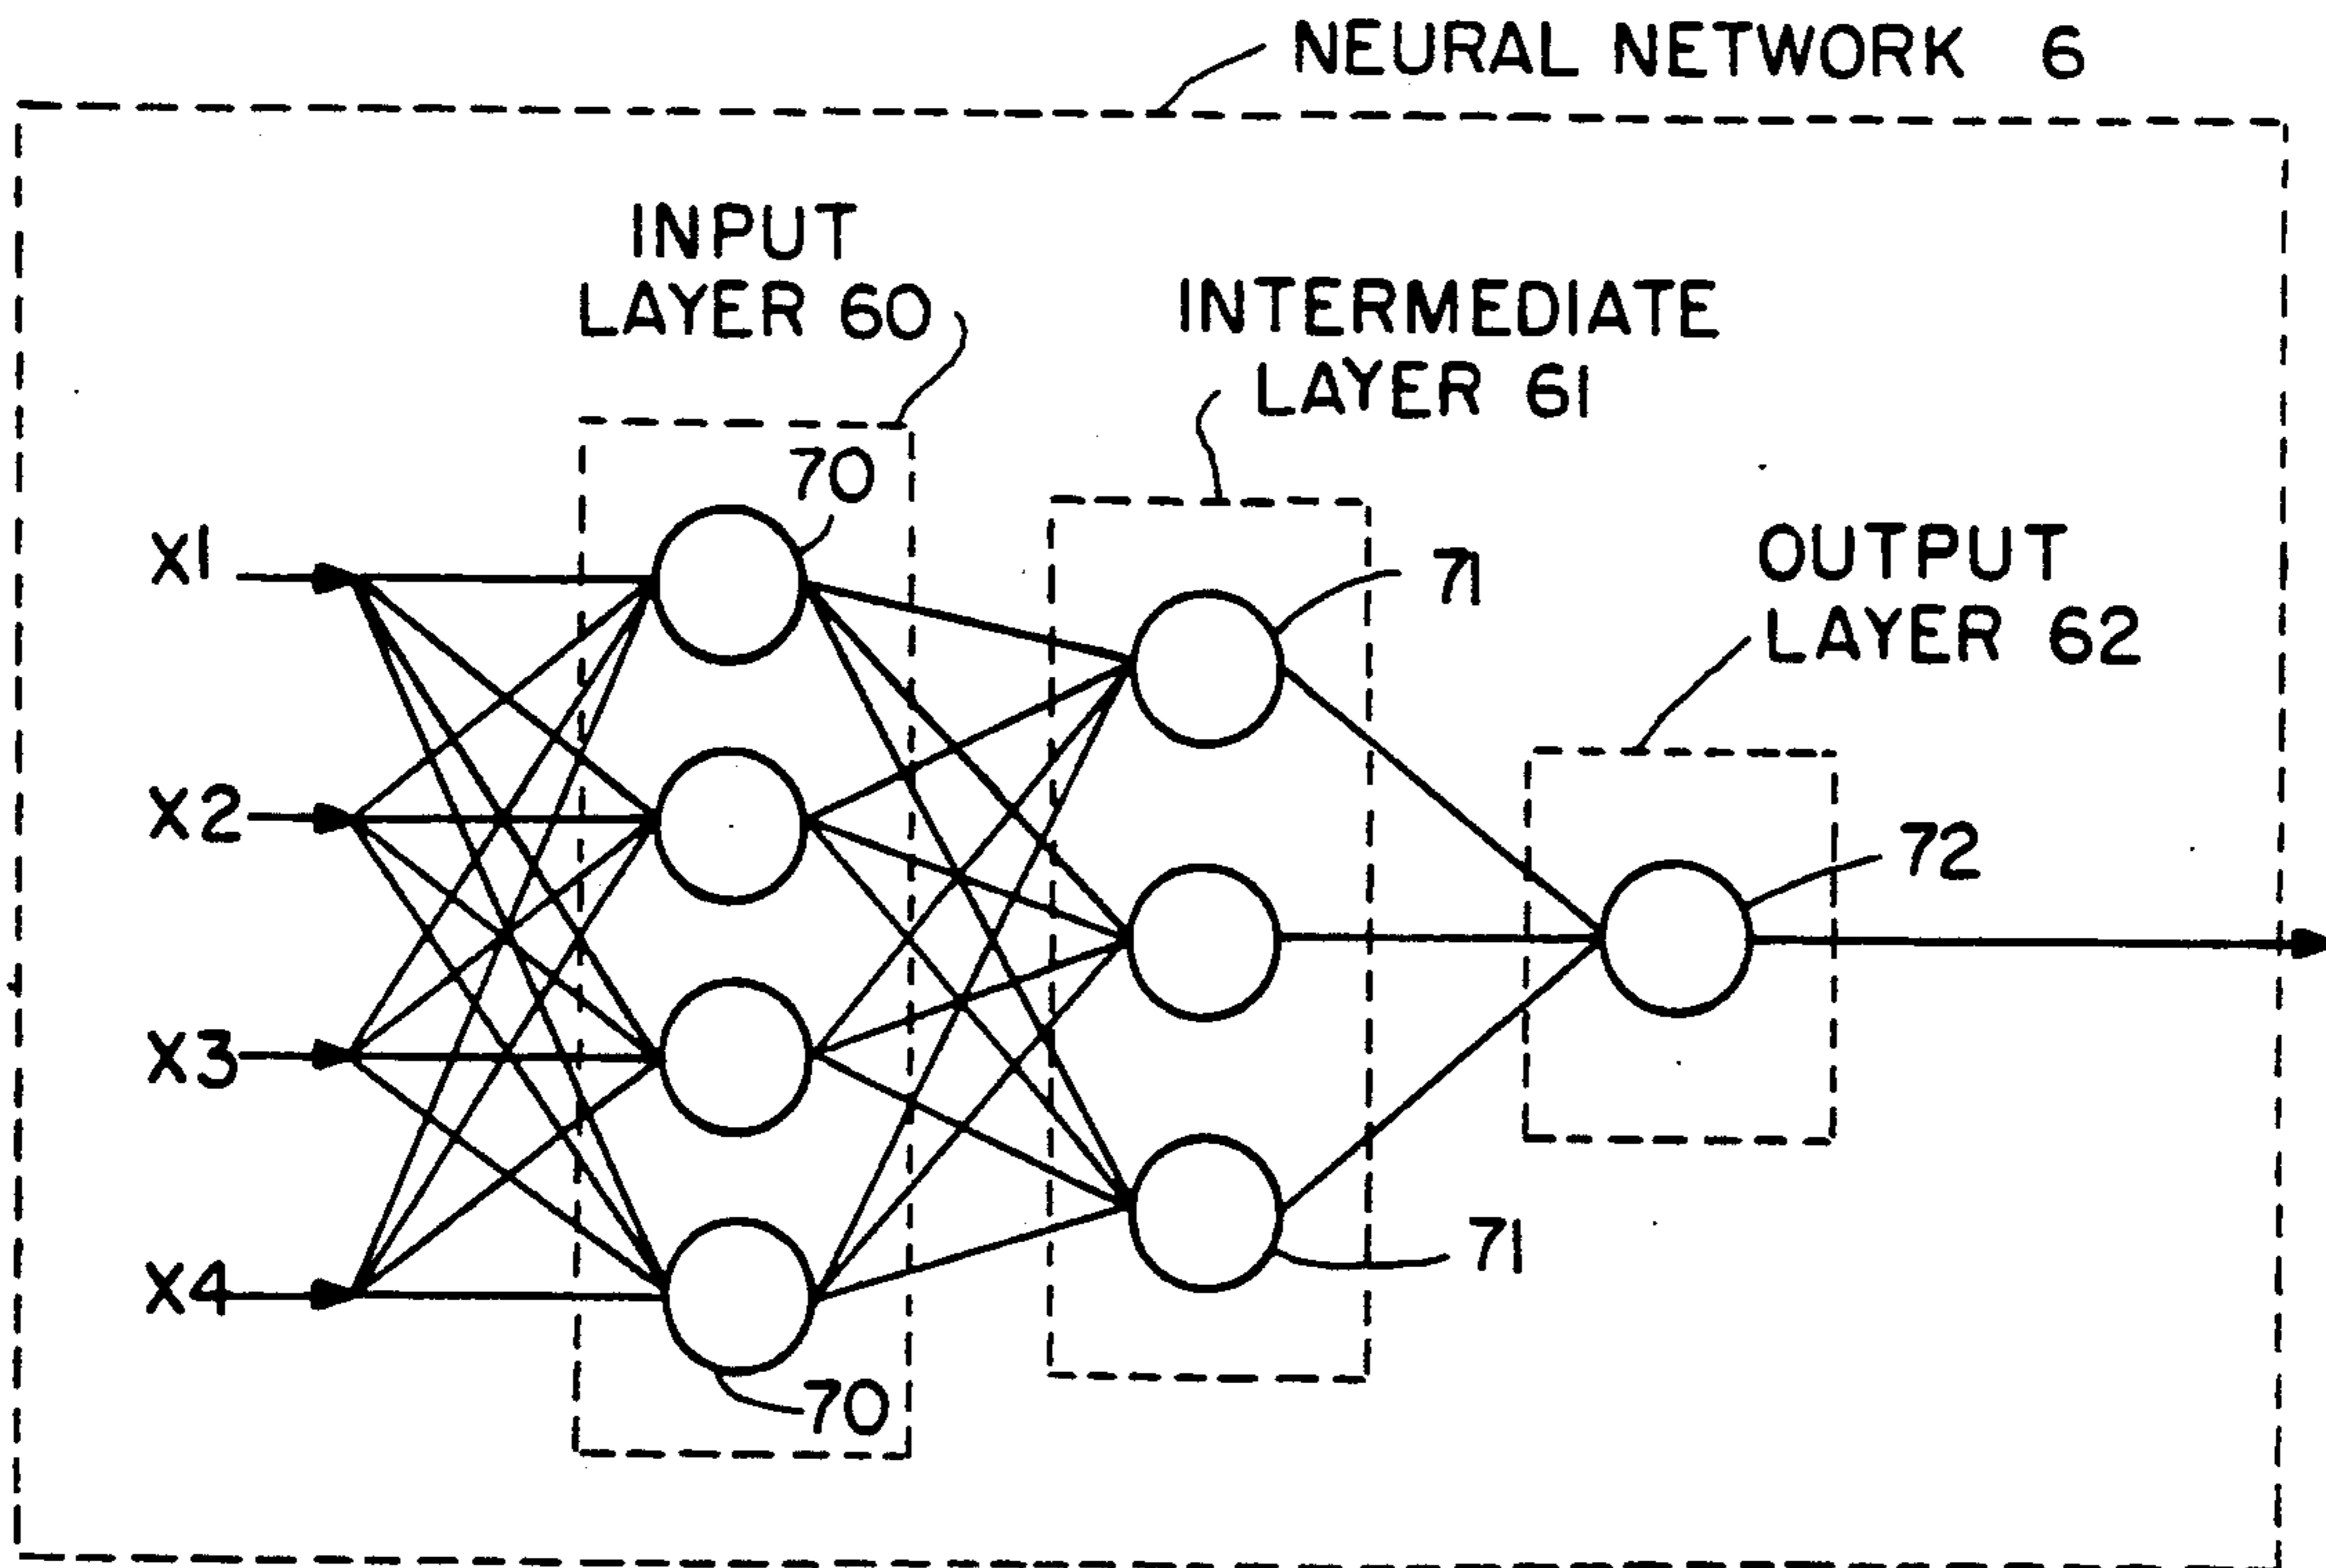 NEURAL NETWORK 6
INPUT
LAYER 60
INTERMEDIATE
LAYER 61
70
X1
71
OUTPUT
LAYER 62
X2
72
X3
X4
71
70